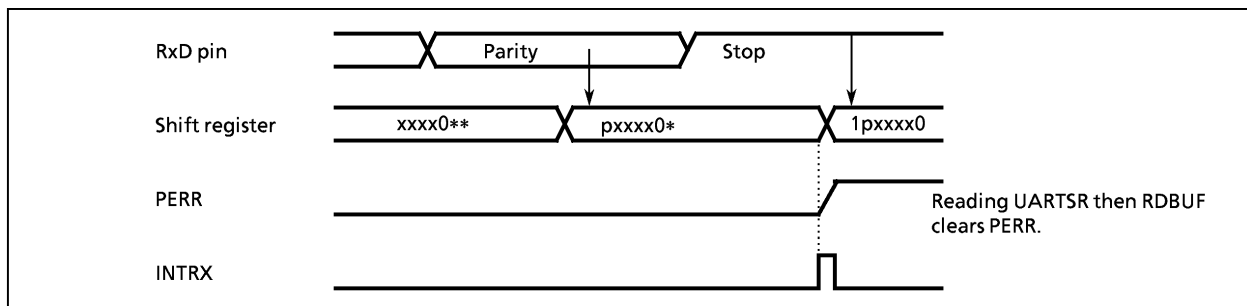 RxD pin Parity Stop
Shift register xxxx0** pxxxx0* 1pxxxx0
PERR
Reading UARTSR then RDBUF
clears PERR.
INTRX